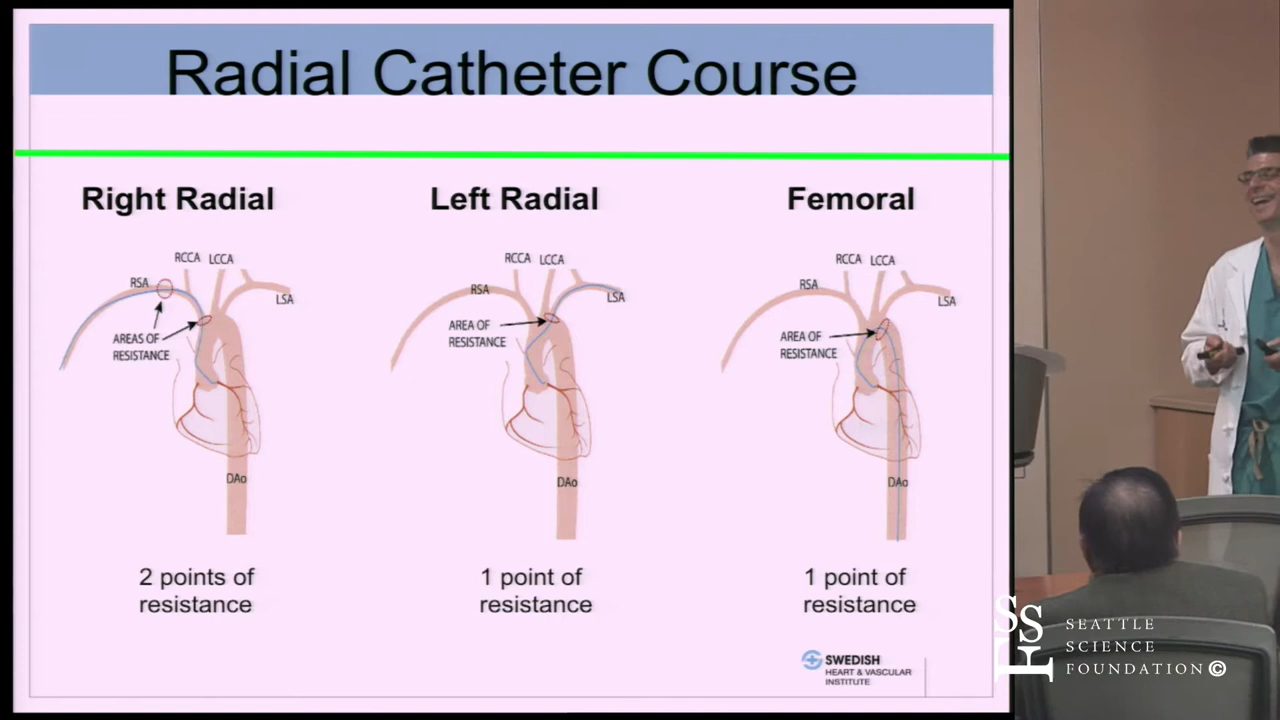 Radial Catheter Course
Right Radial
RCCA LCCA
RSA
LSA
AREAS OF
RESISTANCE
DAo
2 points of
resistance
Left Radial
RCCA LCCA
RSA
LSA
AREA OF
RESISTANCE
DAo
1 point of
resistance
Femoral
RCCA LCCA
RSA
LSA
AREA OF
RESISTANCE
DAo
1 point of
resistance
SWEDISH
HEART & VASCULAR
INSTITUTE
SSF
SEATTLE
SCIENCE
FOUNDATION©